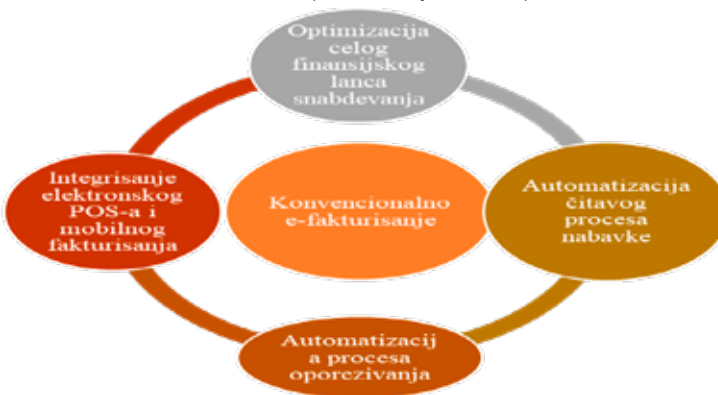 Optimizacija
celog
finansijskog
lanca
snabdevanja
Integrisanje
elektronskog
POS-a i
mobilnog
fakturisanja
Konvencionalno
e-fakturisanje
Automatizacija
čitavog
procesa
nabavke
Automatizacij
a procesa
oporezivanja